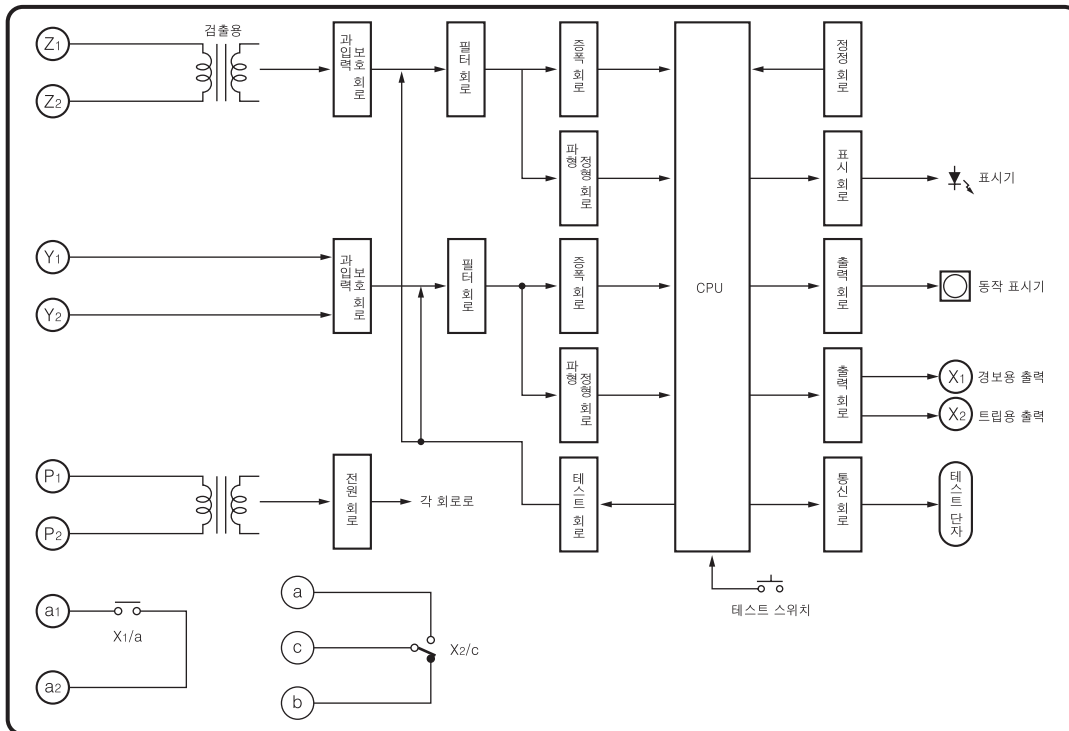 Z1
검출용
과입력 보호 회로
필터 회로
증폭 회로
정정 회로
Z2
파형 정형 회로
표시 회로
표시기
Y1
과입력 보호 회로
필터 회로
증폭 회로
CPU
출력 회로
동작 표시기
Y2
파형 정형 회로
출력 회로
X1
경보용 출력
X2
트립용 출력
P1
전원 회로
각 회로로
테스트 회로
통신 회로
테스트 단자
P2
a1
X1/a
a2
a
c
X2/c
b
테스트 스위치